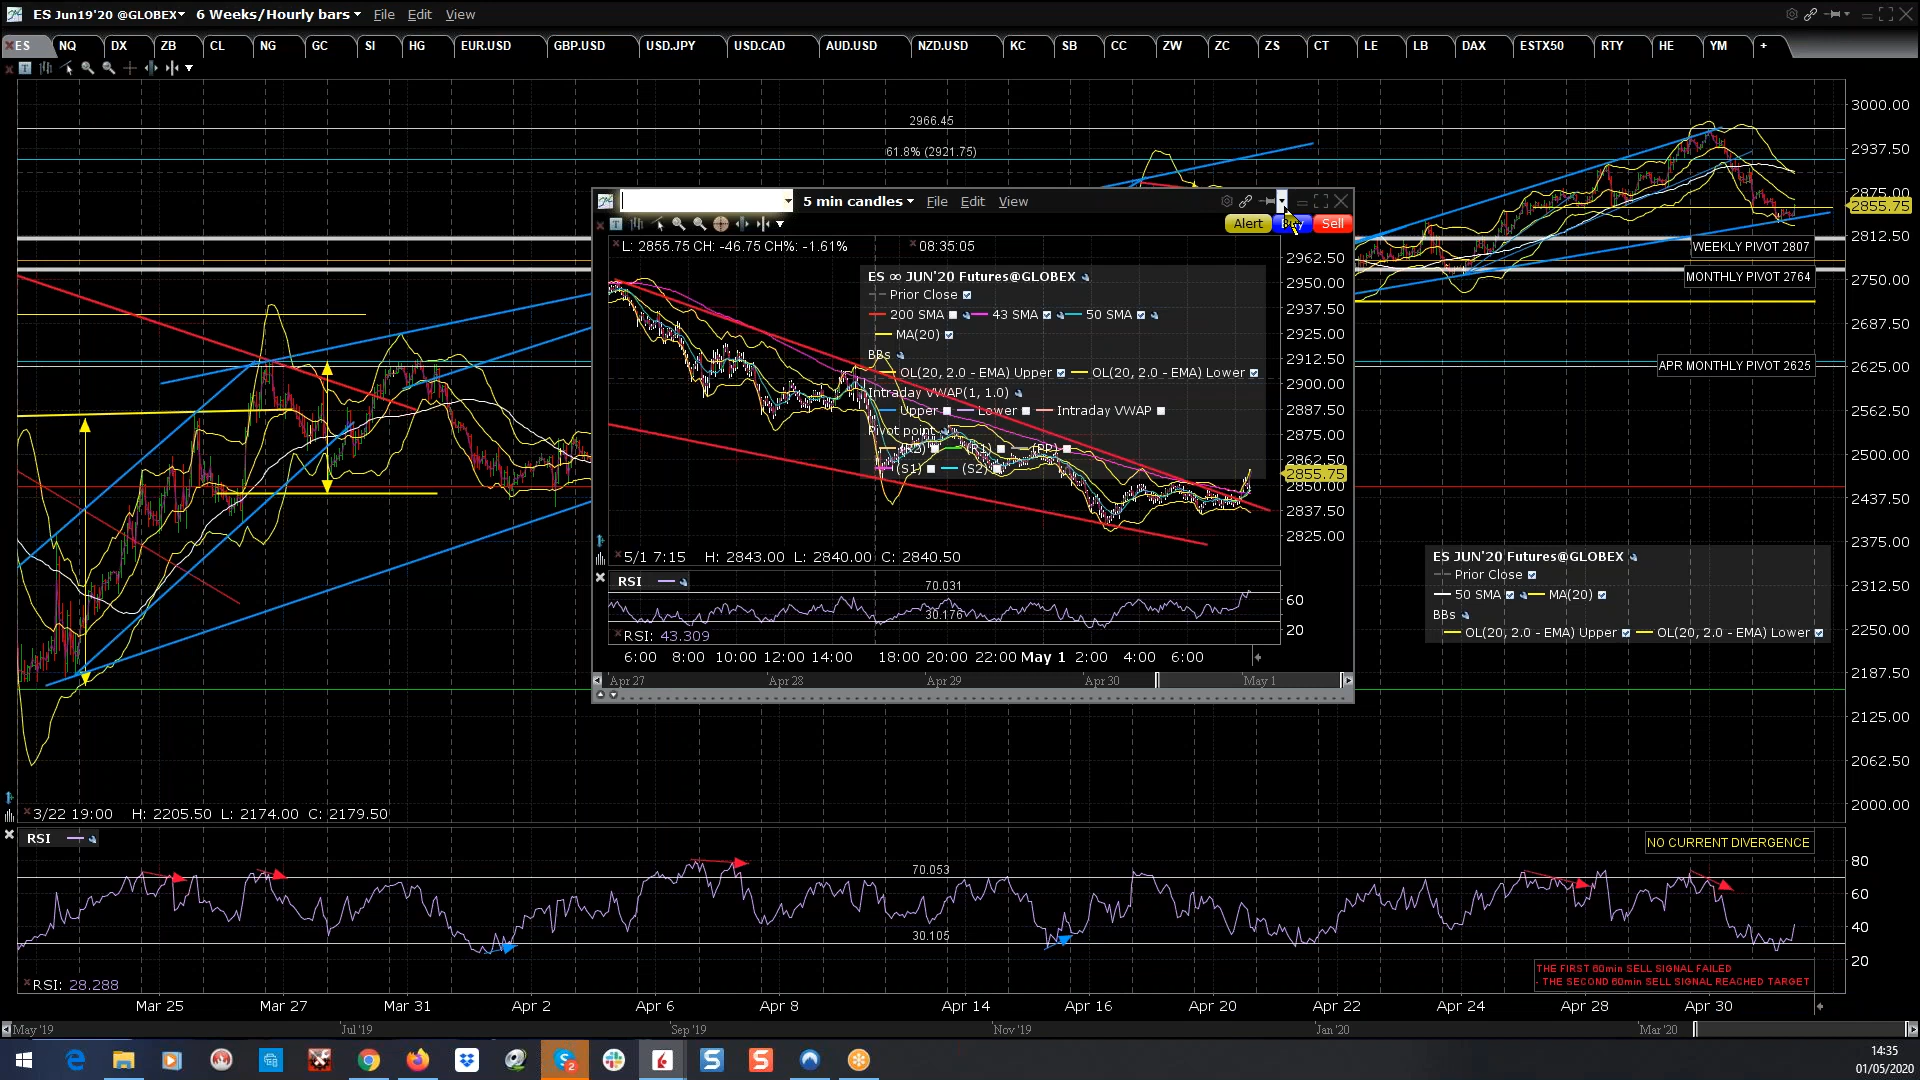 ES Jun19'20 @GLOBEX 6 Weeks/Hourly bars File Edit View
ES NQ DX ZB CL NG GC SI HG EUR.USD GBP.USD USD.JPY USD.CAD AUD.USD NZD.USD KC SB CC ZW ZC ZS CT LE LB DAX ESTX50 RTY HE YM +
2966.45
61.8% (2921.75)
3000.00
2937.50
2875.00
2855.75
2812.50
2750.00
2687.50
2625.00
2562.50
2500.00
2437.50
2375.00
2312.50
2250.00
2187.50
2125.00
2062.50
2000.00
WEEKLY PIVOT 2807
MONTHLY PIVOT 2764
APR MONTHLY PIVOT 2625
5 min candles File Edit View
Alert Sell
L: 2855.75 CH: -46.75 CH%: -1.61% 08:35:05
ES ∞ JUN'20 Futures@GLOBEX
Prior Close
200 SMA 43 SMA 50 SMA
MA(20)
BBs
OL(20, 2.0 - EMA) Upper OL(20, 2.0 - EMA) Lower
Intraday VWAP(1, 1.0)
Upper Lower Intraday VWAP
Pivot point
(R2) (R1) (PP)
(S1) (S2)
2962.50
2950.00
2937.50
2925.00
2912.50
2900.00
2887.50
2875.00
2862.50
2855.75
2850.00
2837.50
2825.00
5/1 7:15 H: 2843.00 L: 2840.00 C: 2840.50
RSI
70.031
30.176
60
20
RSI: 43.309
6:00 8:00 10:00 12:00 14:00 18:00 20:00 22:00 May 1 2:00 4:00 6:00
Apr 27 Apr 28 Apr 29 Apr 30 May 1
ES JUN'20 Futures@GLOBEX
Prior Close
50 SMA MA(20)
BBs
OL(20, 2.0 - EMA) Upper OL(20, 2.0 - EMA) Lower
3/22 19:00 H: 2205.50 L: 2174.00 C: 2179.50
RSI
NO CURRENT DIVERGENCE
70.053
30.105
80
60
40
20
THE FIRST 60min SELL SIGNAL FAILED
- THE SECOND 60min SELL SIGNAL REACHED TARGET
RSI: 28.288
Mar 25 Mar 27 Mar 31 Apr 2 Apr 6 Apr 8 Apr 14 Apr 16 Apr 20 Apr 22 Apr 24 Apr 28 Apr 30
May '19 Jul '19 Sep '19 Nov '19 Jan '20 Mar '20
14:35
01/05/2020